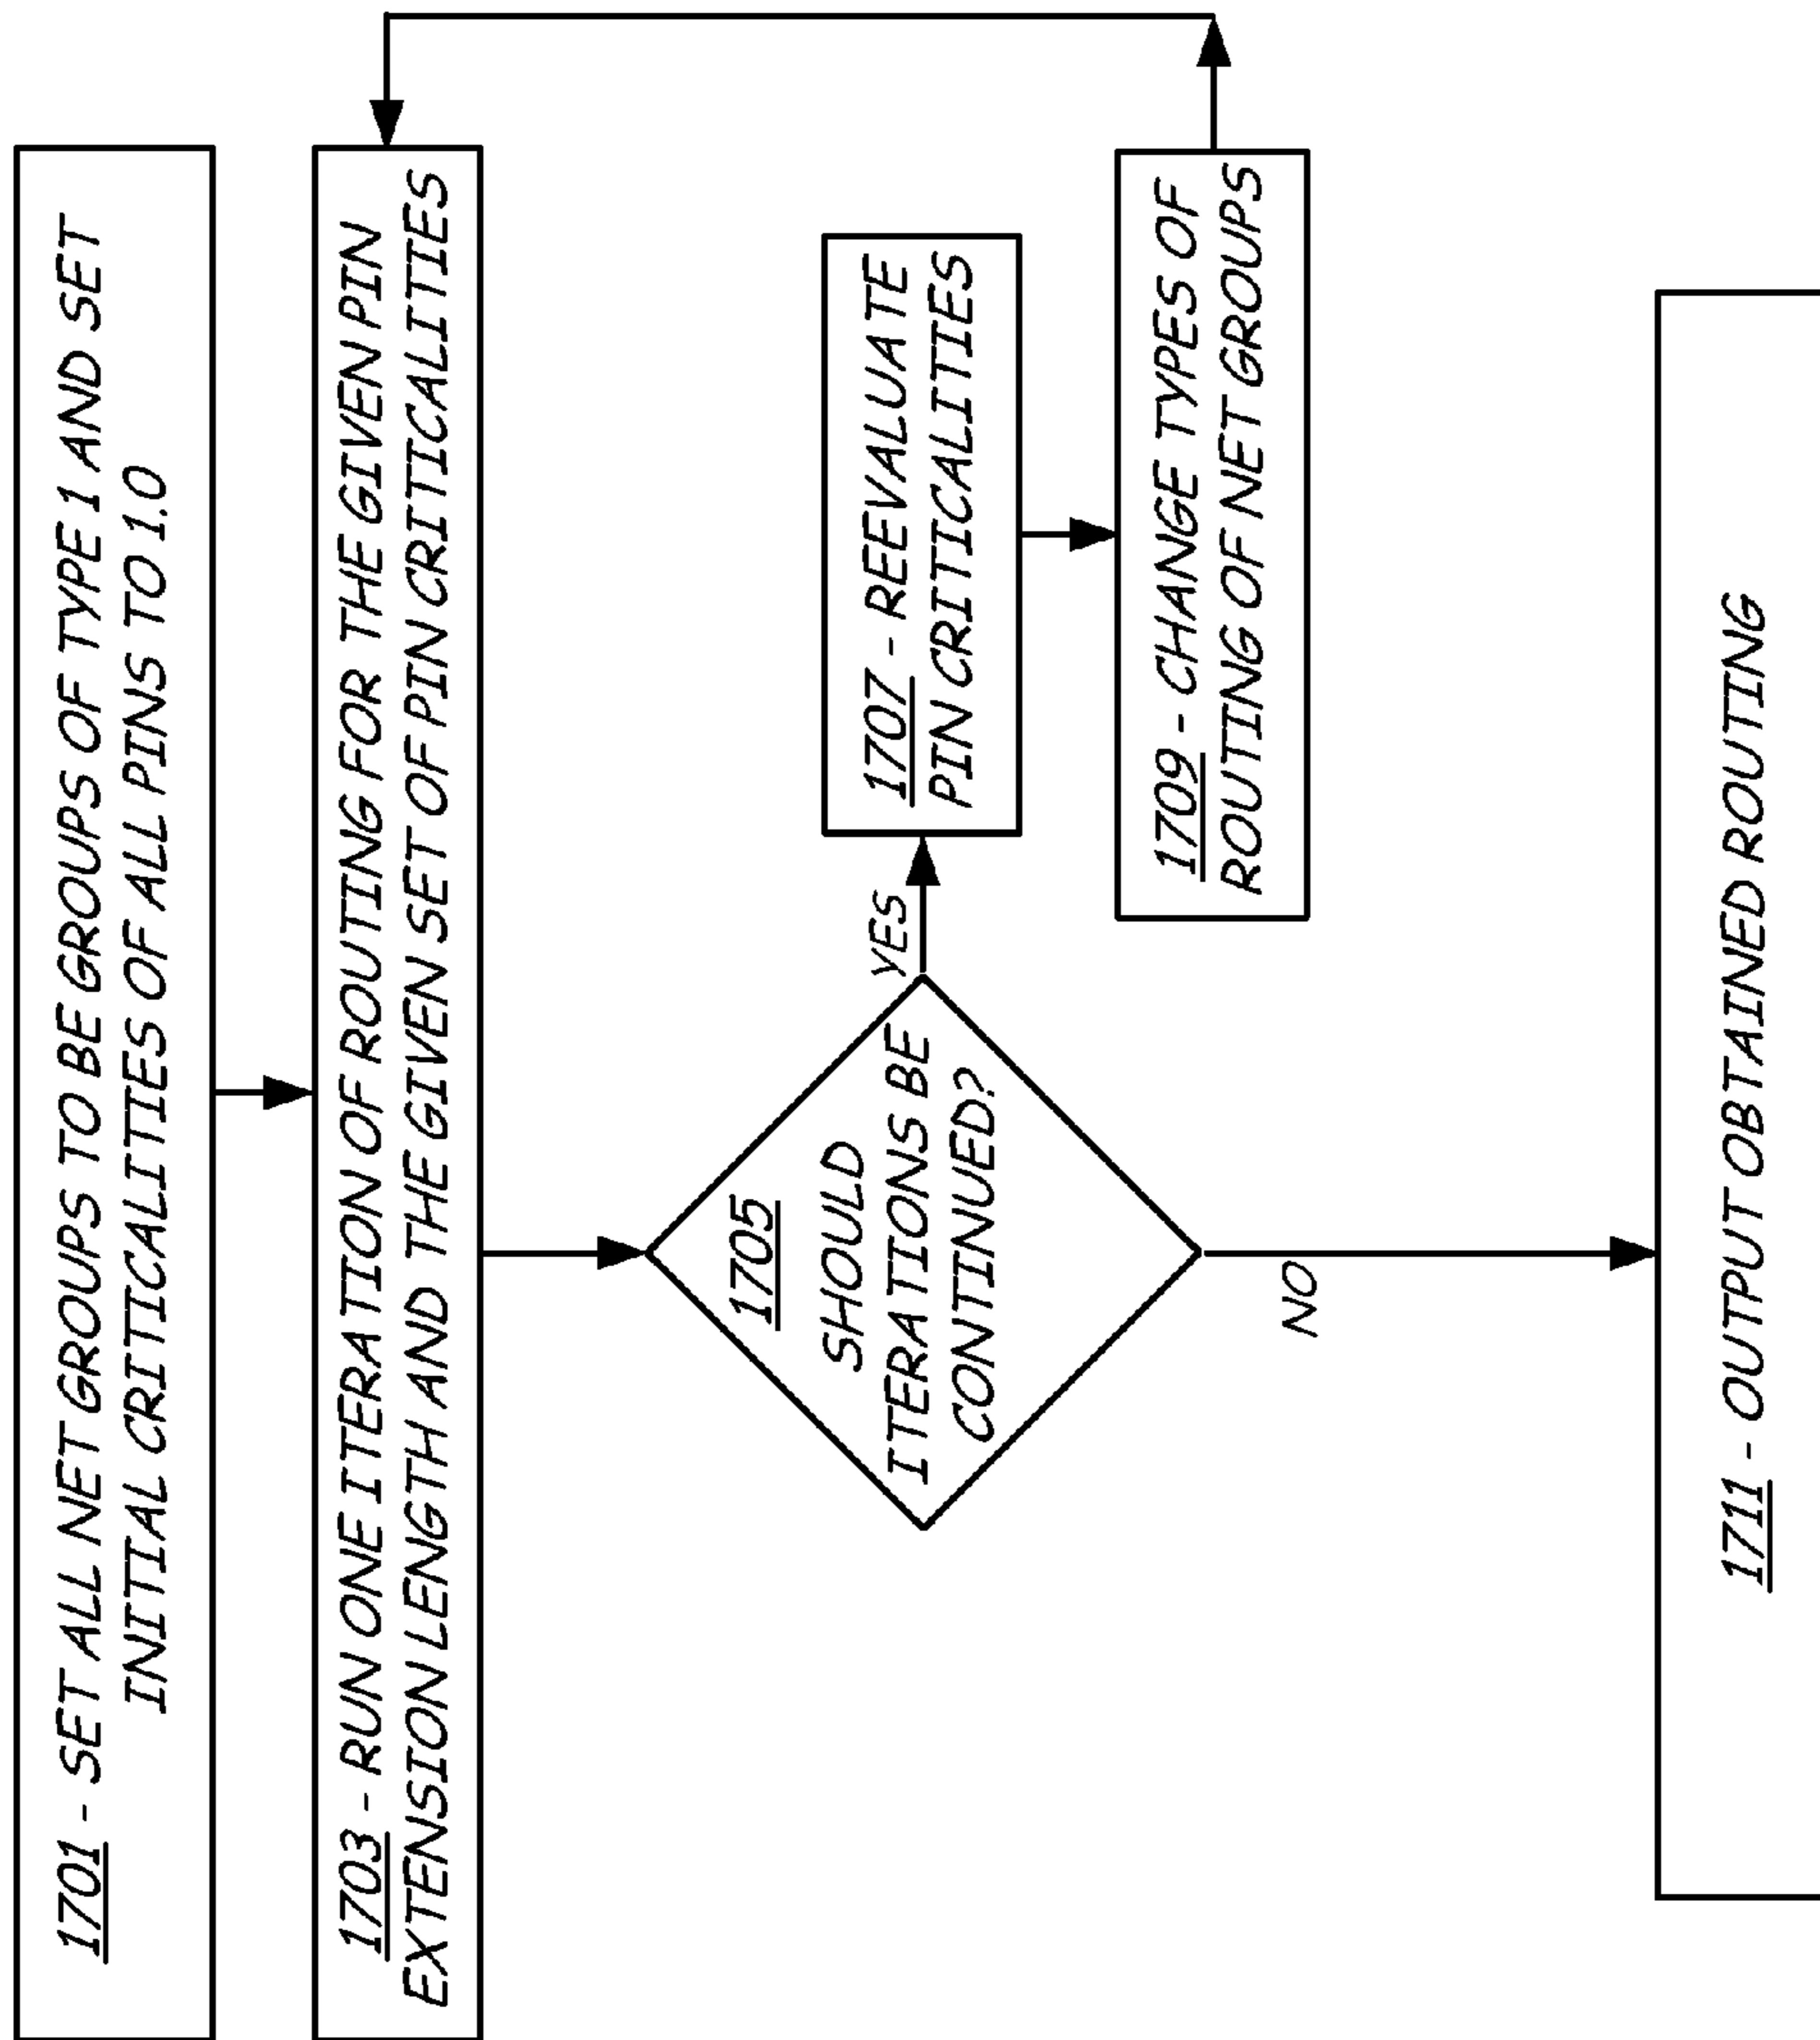 1701 - SET ALL NET GROUPS TO BE GROUPS OF TYPE 1 AND SET
INITIAL CRITICALITIES OF ALL PINS TO 1.0
1703 - RUN ONE ITERATION OF ROUTING FOR THE GIVEN PIN
EXTENSION LENGTH AND THE GIVEN SET OF PIN CRITICALITIES
1705
SHOULD
ITERATIONS BE
CONTINUED?
YES
1707 - REEVALUATE
PIN CRITICALITIES
1709 - CHANGE TYPES OF
ROUTING OF NET GROUPS
NO
1711 - OUTPUT OBTAINED ROUTING